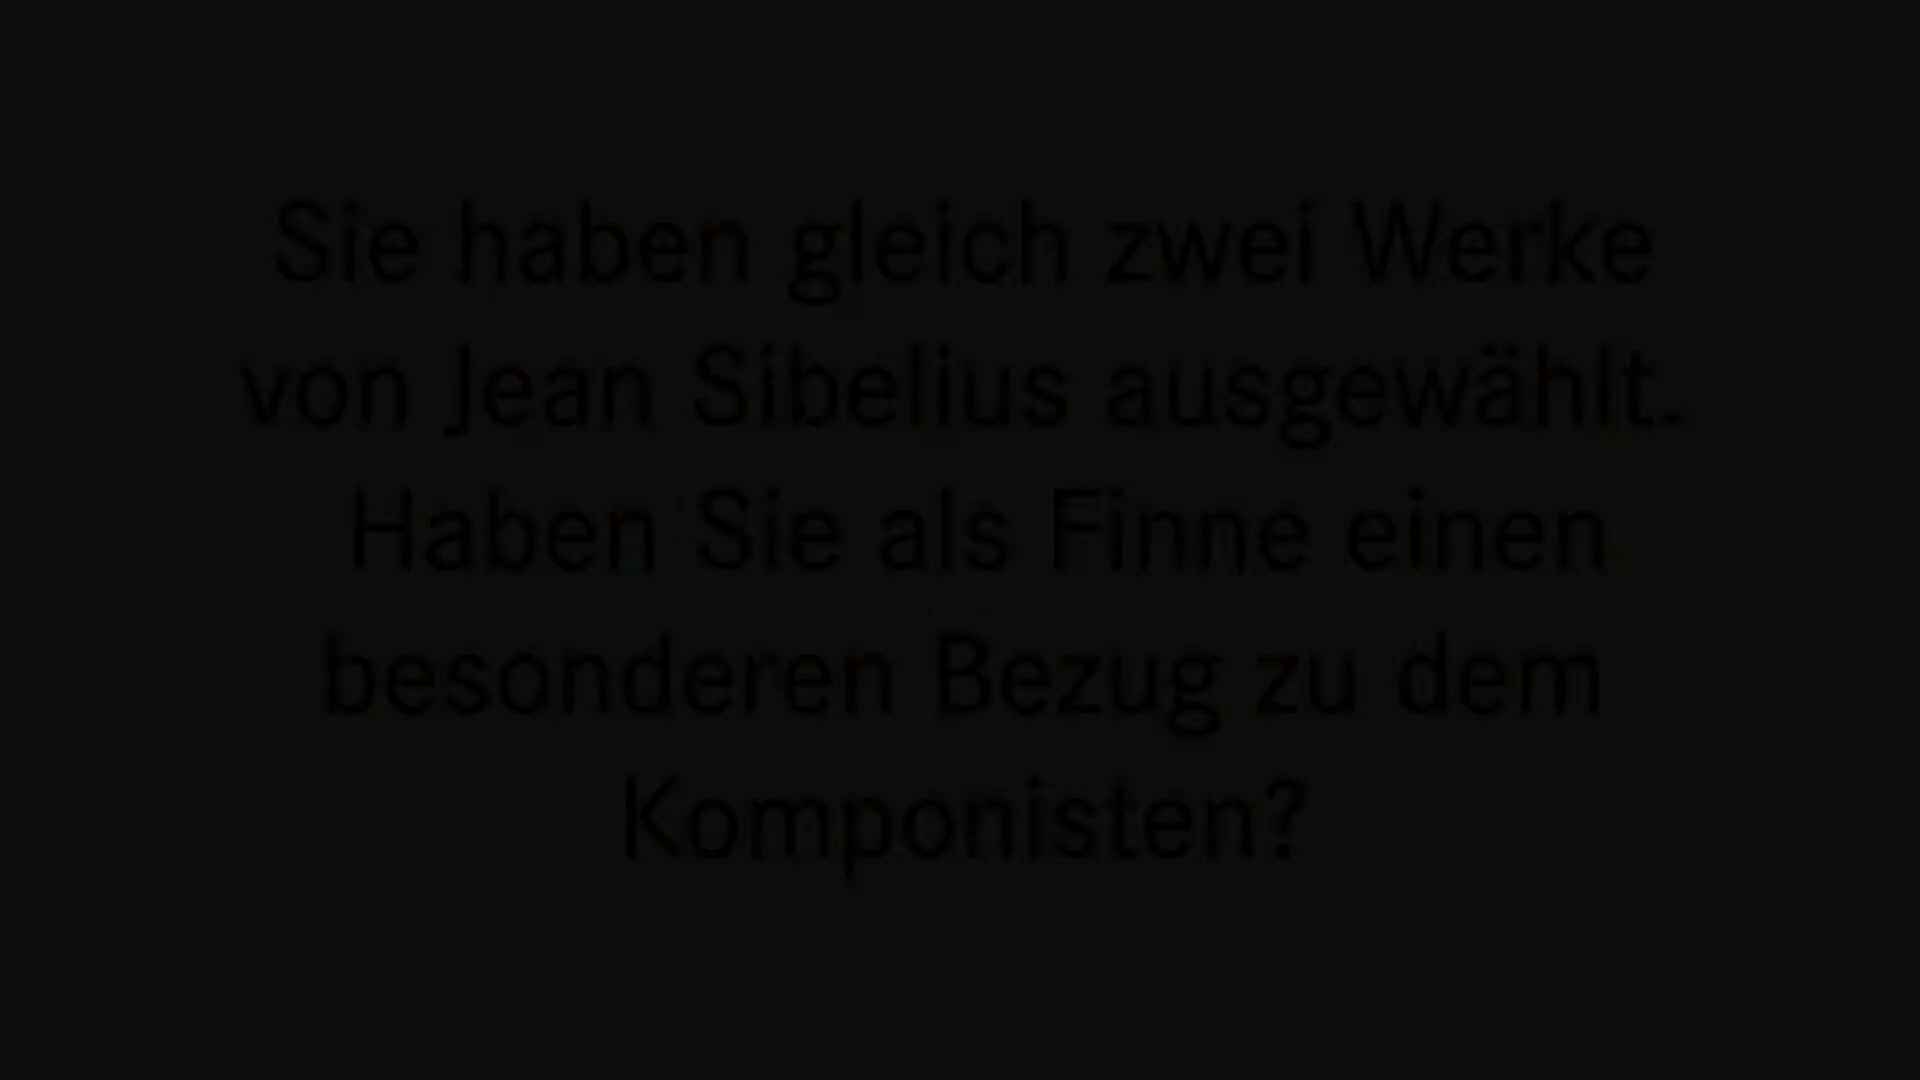 Sie haben gleich zwei Werke
von Jean Sibelius ausgewählt.
Haben Sie als Finne einen
besonderen Bezug zu dem
Komponisten?